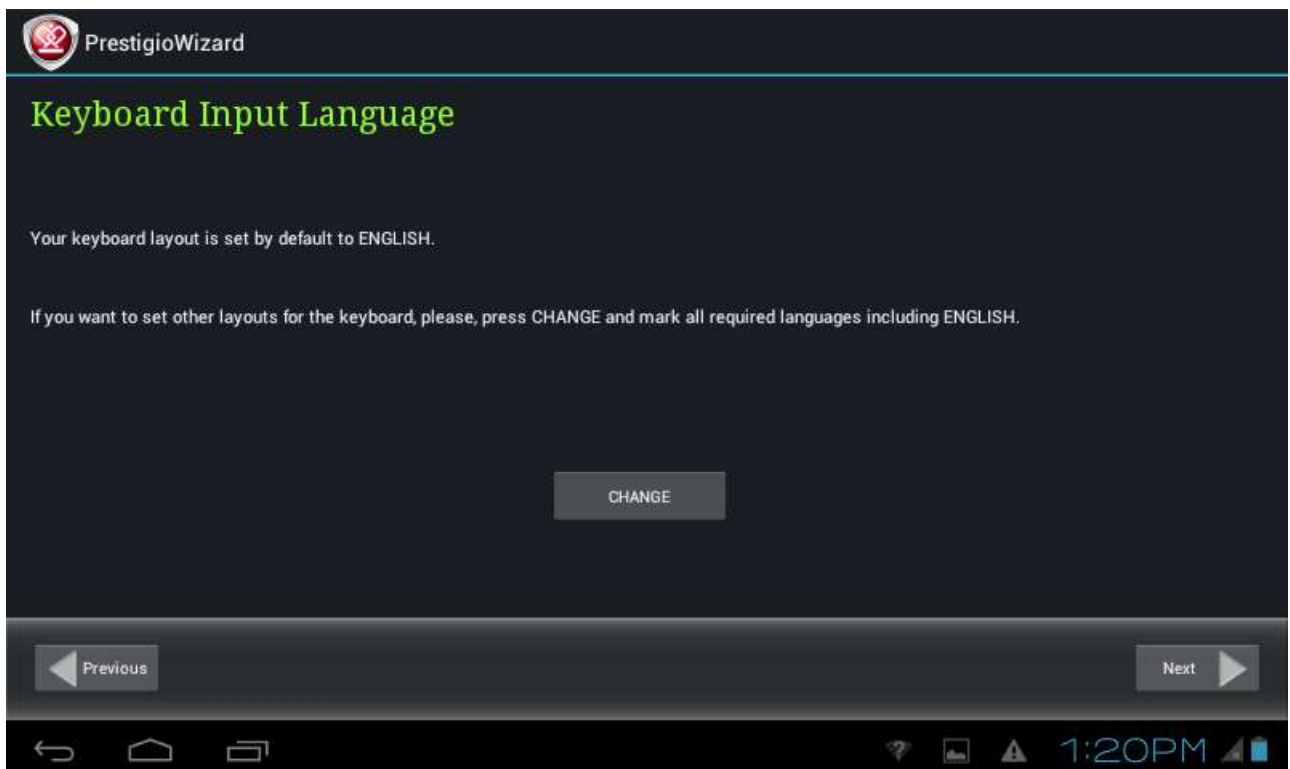 PrestigioWizard
Keyboard Input Language
Your keyboard layout is set by default to ENGLISH.
If you want to set other layouts for the keyboard, please, press CHANGE and mark all required languages including ENGLISH.
CHANGE
Previous
Next
1:20PM